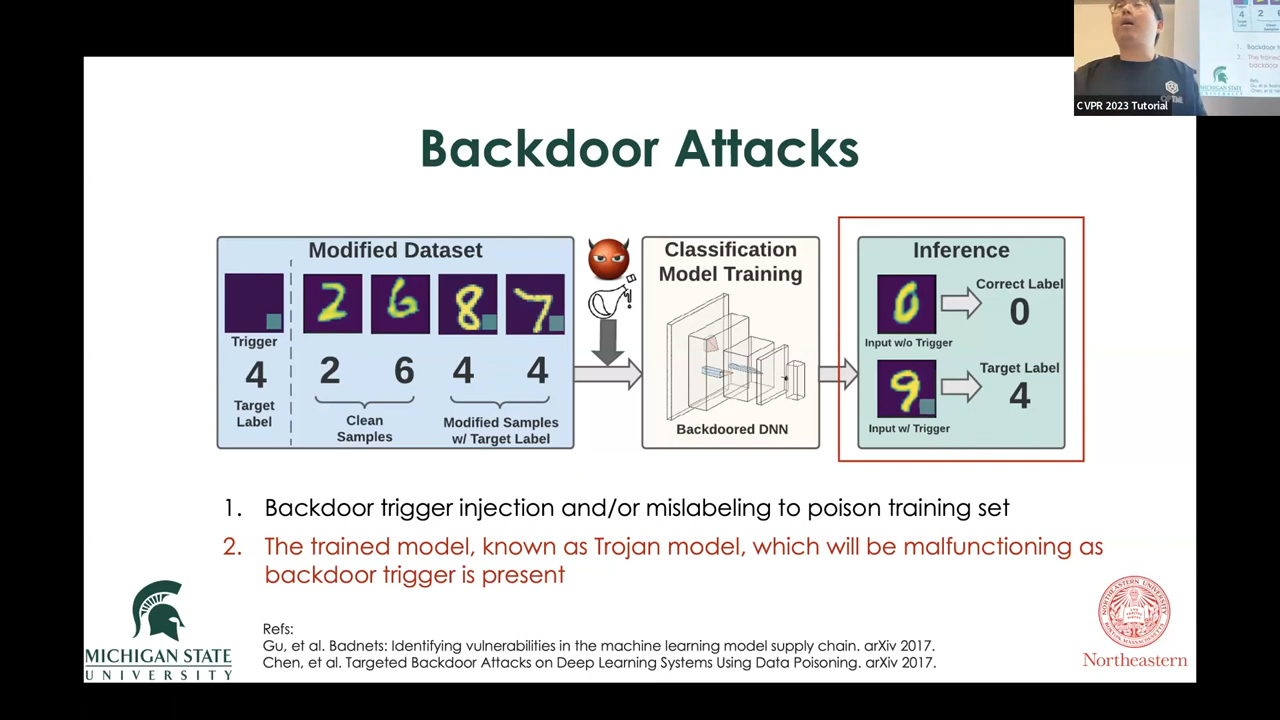 CVPR 2023 Tutorial
Backdoor Attacks
Modified Dataset
Trigger
4
Target
Label
2
6
Clean
Samples
4
4
Modified Samples
w/ Target Label
Classification
Model Training
Backdoored DNN
Inference
Correct Label
0
Input w/o Trigger
Target Label
4
Input w/ Trigger
1. Backdoor trigger injection and/or mislabeling to poison training set
2. The trained model, known as Trojan model, which will be malfunctioning as
backdoor trigger is present
Refs:
Gu, et al. Badnets: Identifying vulnerabilities in the machine learning model supply chain. arXiv 2017.
Chen, et al. Targeted Backdoor Attacks on Deep Learning Systems Using Data Poisoning. arXiv 2017.
MICHIGAN STATE
UNIVERSITY
Northeastern